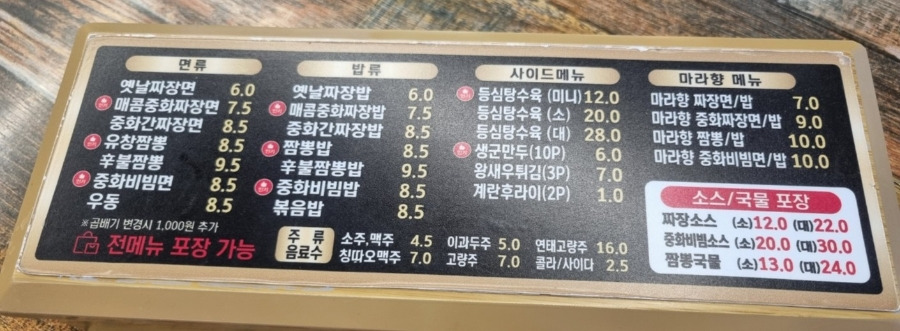 면류
옛날짜장면 6.0
매콤중화짜장면 7.5
중화간짜장면 8.5
유창짬뽕 8.5
후불짬뽕 9.5
중화비빔면 8.5
우동 8.5
※곱배기 변경시 1,000원 추가
전메뉴 포장 가능
밥류
옛날짜장밥 6.0
매콤중화짜장밥 7.5
중화간짜장밥 8.5
짬뽕밥 8.5
후불짬뽕밥 9.5
중화비빔밥 8.5
볶음밥 8.5
사이드메뉴
등심탕수육 (미니) 12.0
등심탕수육 (소) 20.0
등심탕수육 (대) 28.0
생군만두(10P) 6.0
왕새우튀김(3P) 7.0
계란후라이(2P) 1.0
주류
음료수
소주,맥주 4.5 이과두주 5.0 연태고량주 16.0
칭따오맥주 7.0 고량주 7.0 콜라/사이다 2.5
마라향 메뉴
마라향 짜장면/밥 7.0
마라향 중화짜장면/밥 9.0
마라향 짬뽕/밥 10.0
마라향 중화비빔면/밥 10.0
소스/국물 포장
짜장소스 (소)12.0 (대)22.0
중화비빔소스 (소)20.0 (대)30.0
짬뽕국물 (소)13.0 (대)24.0